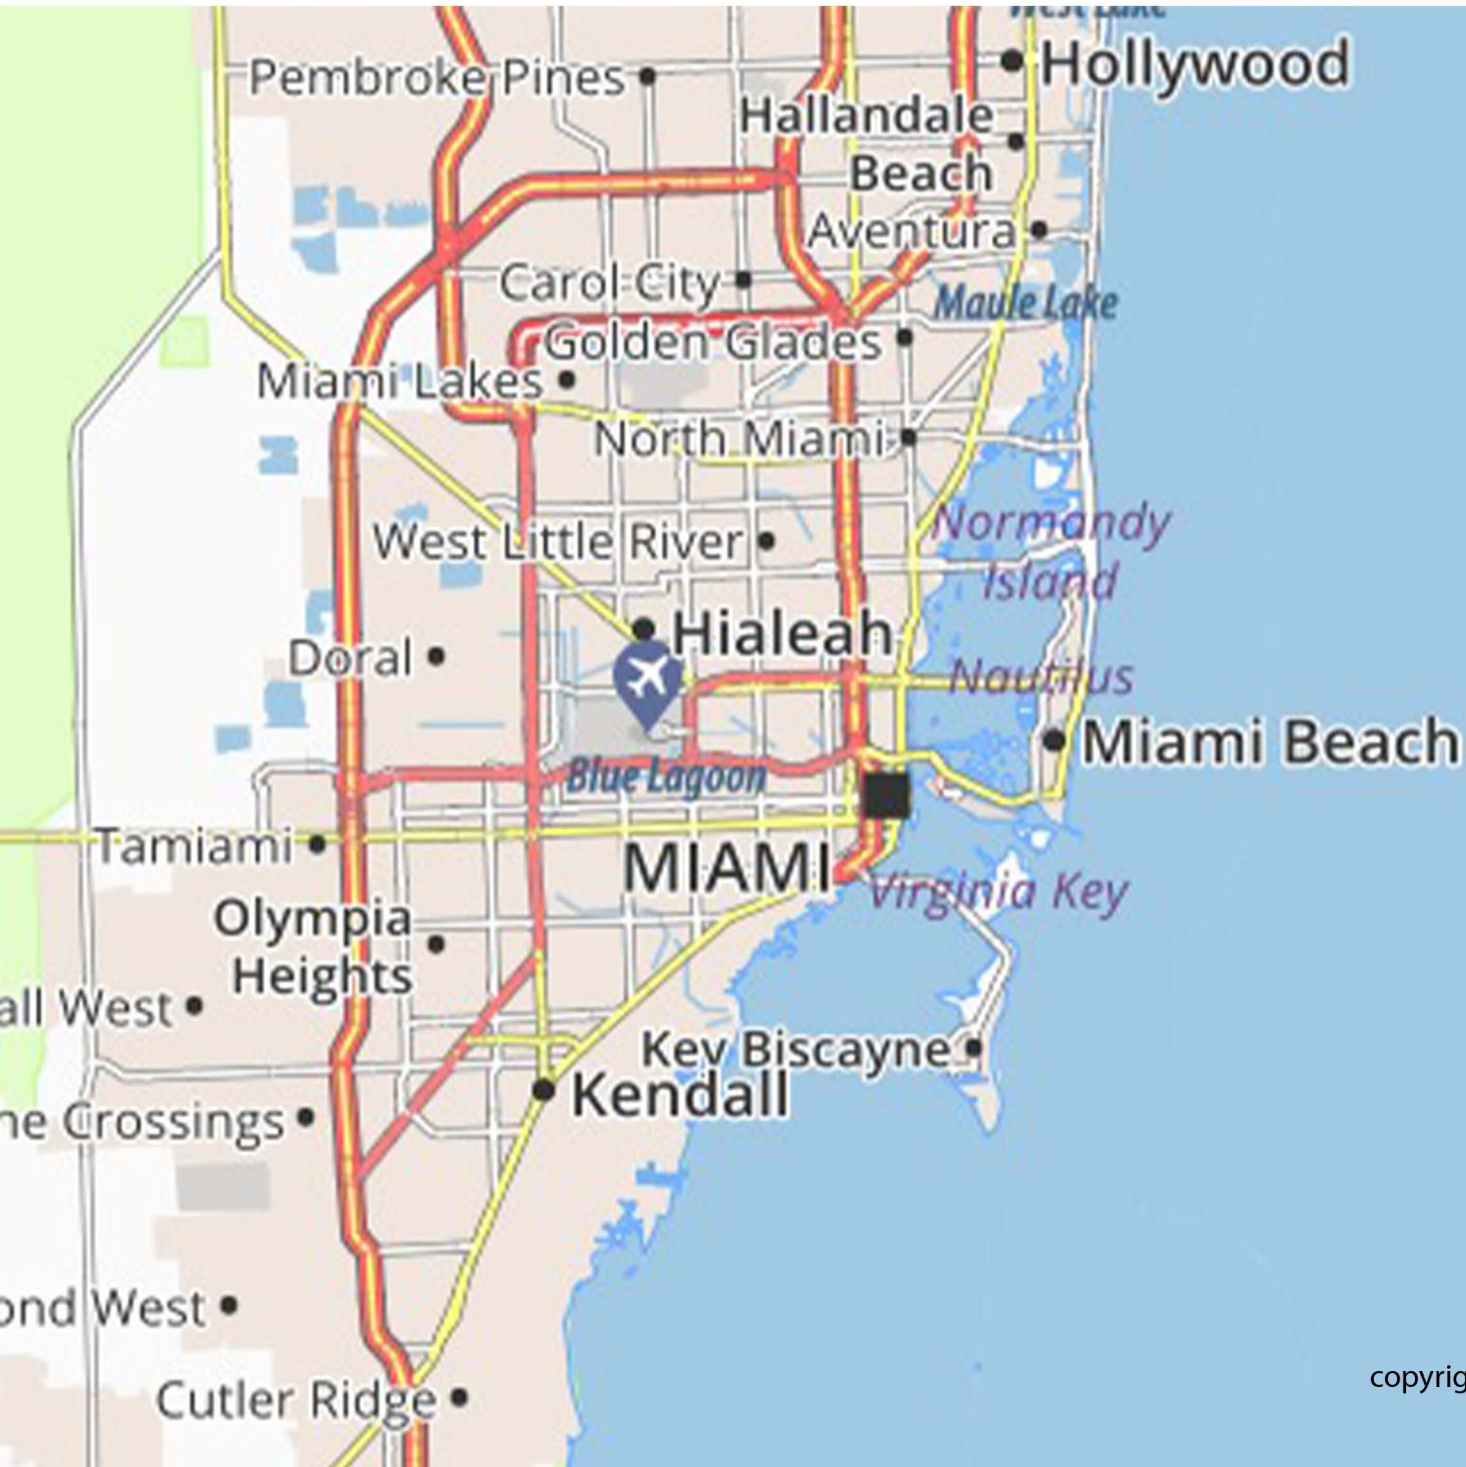 West Lake
Pembroke Pines
Hollywood
Hallandale
Beach
Aventura
Carol City
Maule Lake
Golden Glades
Miami Lakes
North Miami
Normandy
Island
West Little River
Hialeah
Doral
Nautilus
Miami Beach
Blue Lagoon
Tamiami
MIAMI
Virginia Key
Olympia
Heights
all West
Key Biscayne
Kendall
ne Crossings
ond West
copyrig
Cutler Ridge